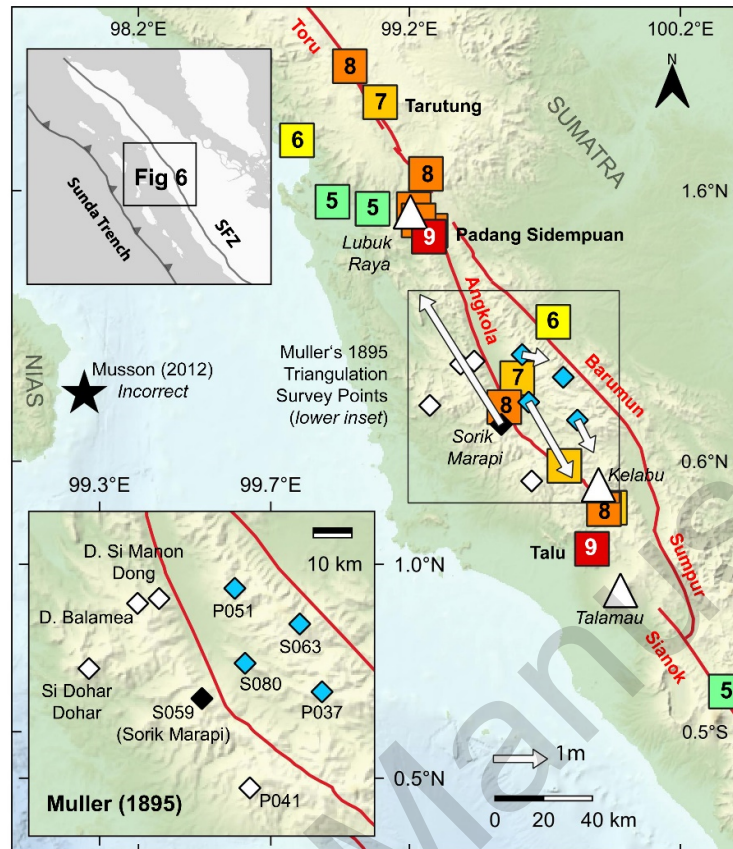 98.2°E
99.2°E
100.2°E
Toru
8
7
Tarutung
N
SUMATRA
6
Fig 6
Sunda Trench
SFZ
5
5
8
1.6°N
9
Padang Sidempuan
Lubuk
Raya
Angkola
Barumun
6
NIAS
Musson (2012)
Incorrect
Muller's 1895
Triangulation
Survey Points
(lower inset)
7
8
Sorik
Marapi
Kelabu
0.6°N
8
Talu
9
Sumpur
Talamau
Sianok
5
0.5°S
99.3°E
99.7°E
10 km
D. Si Manon
Dong
D. Balamea
P051
S063
1.0°N
Si Dohar
Dohar
S080
S059
(Sorik Marapi)
P037
P041
0.5°N
Muller (1895)
1m
0 20 40 km
Manus